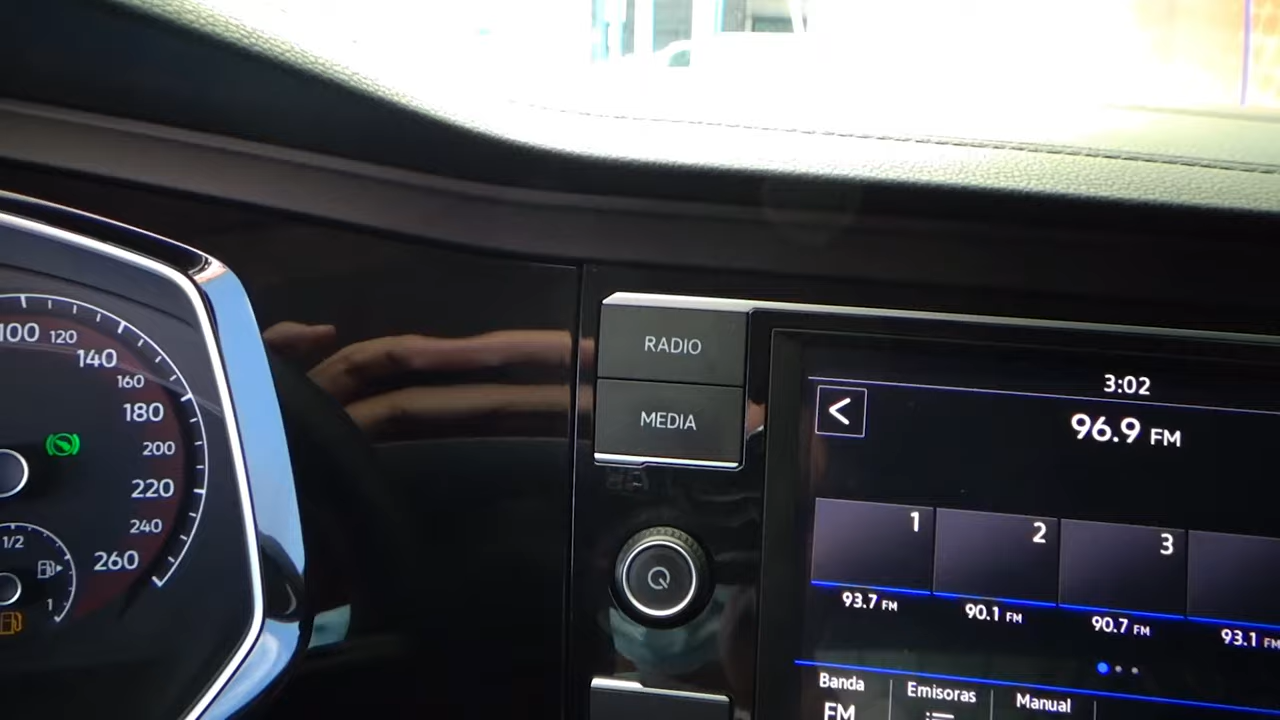 100
120
140
160
180
200
220
240
260
1/2
1
RADIO
MEDIA
3:02
<
96.9 FM
1
2
3
93.7 FM
90.1 FM
90.7 FM
93.1 FM
Banda
FM
Emisoras
Manual